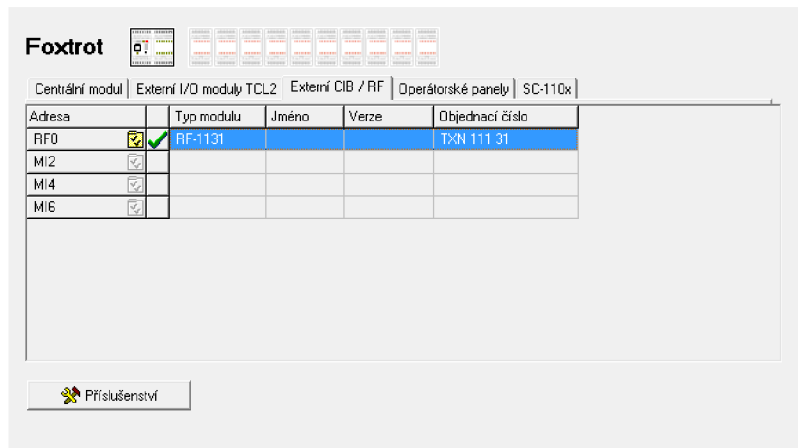 Foxtrot
Centrální modul Externí I/O moduly TCL2 Externí CIB / RF Operátorské panely SC-110x
Adresa Typ modulu Jméno Verze Objednací číslo
RF0 RF-1131 TXN 111 31
MI2
MI4
MI6
Příslušenství